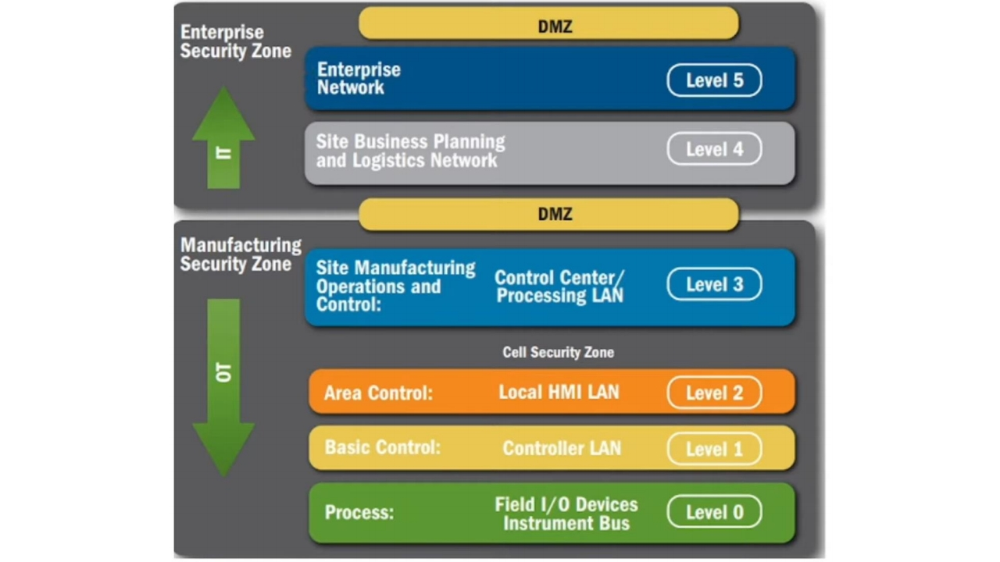 DMZ
Enterprise
Security Zone
Enterprise
Network
Level 5
IT
Site Business Planning
and Logistics Network
Level 4
DMZ
Manufacturing
Security Zone
Site Manufacturing
Operations and
Control:
Control Center/
Processing LAN
Level 3
OT
Cell Security Zone
Area Control:
Local HMI LAN
Level 2
Basic Control:
Controller LAN
Level 1
Process:
Field I/O Devices
Instrument Bus
Level 0